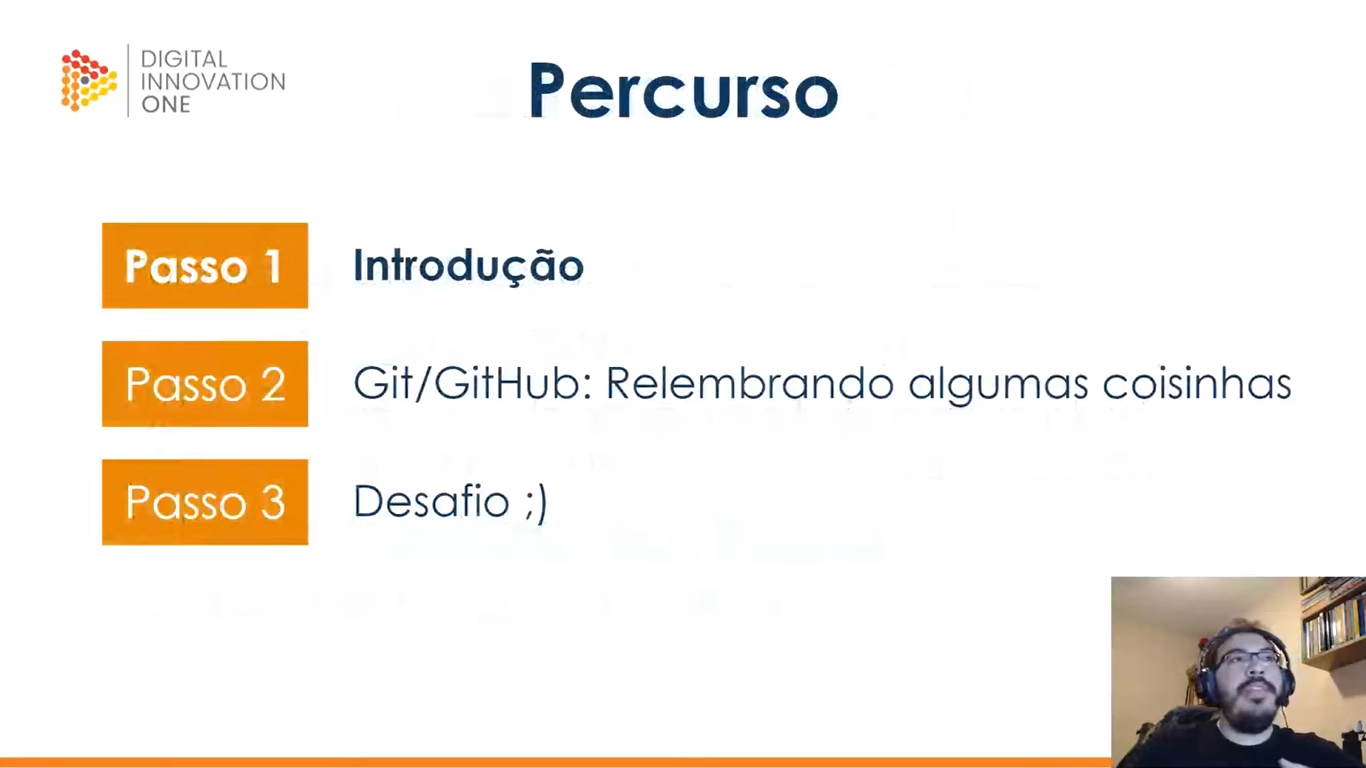 DIGITAL
INNOVATION
ONE
Percurso
Passo 1 Introdução
Passo 2 Git/GitHub: Relembrando algumas coisinhas
Passo 3 Desafio ;)